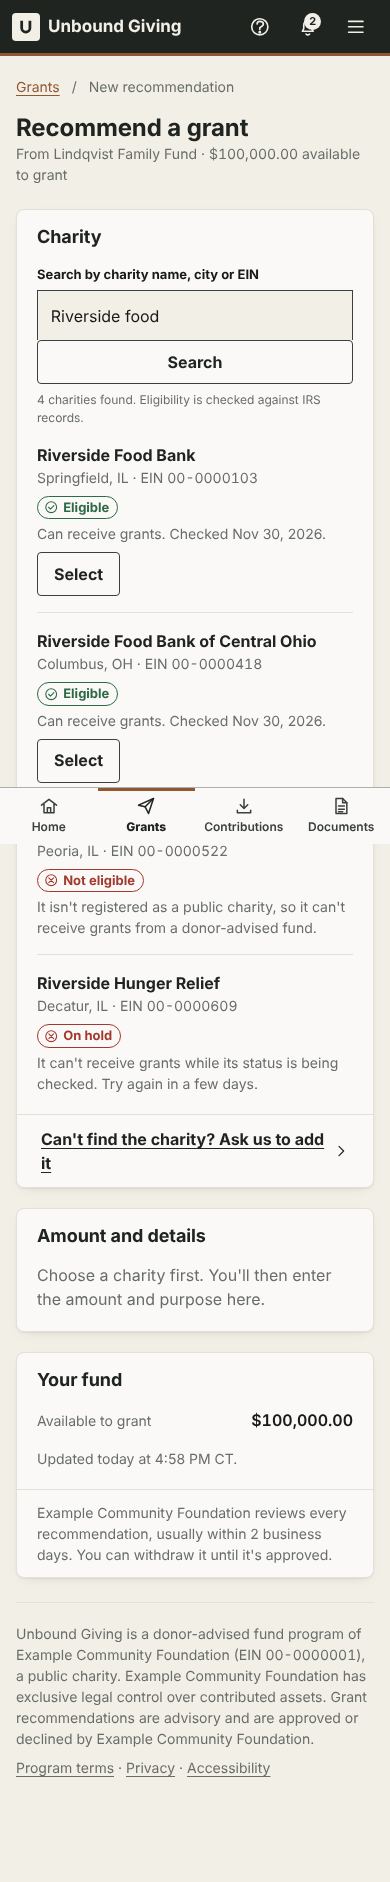 U Unbound Giving
2
Grants / New recommendation
Recommend a grant
From Lindqvist Family Fund · $100,000.00 available
to grant
Charity
Search by charity name, city or EIN
Riverside food
Search
4 charities found. Eligibility is checked against IRS
records.
Riverside Food Bank
Springfield, IL · EIN 00-0000103
Eligible
Can receive grants. Checked Nov 30, 2026.
Select
Riverside Food Bank of Central Ohio
Columbus, OH · EIN 00-0000418
Eligible
Can receive grants. Checked Nov 30, 2026.
Select
Home Grants Contributions Documents
Peoria, IL · EIN 00-0000522
Not eligible
It isn't registered as a public charity, so it can't
receive grants from a donor-advised fund.
Riverside Hunger Relief
Decatur, IL · EIN 00-0000609
On hold
It can't receive grants while its status is being
checked. Try again in a few days.
Can't find the charity? Ask us to add
it
Amount and details
Choose a charity first. You'll then enter
the amount and purpose here.
Your fund
Available to grant $100,000.00
Updated today at 4:58 PM CT.
Example Community Foundation reviews every
recommendation, usually within 2 business
days. You can withdraw it until it's approved.
Unbound Giving is a donor-advised fund program of
Example Community Foundation (EIN 00-0000001),
a public charity. Example Community Foundation has
exclusive legal control over contributed assets. Grant
recommendations are advisory and are approved or
declined by Example Community Foundation.
Program terms · Privacy · Accessibility